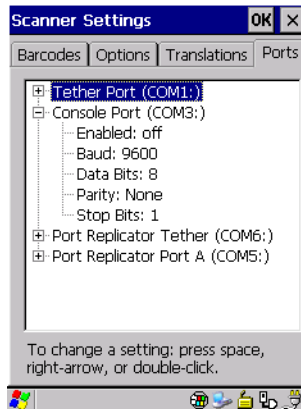 Scanner Settings OK ×
Barcodes Options Translations Ports
Tether Port (COM1:)
Console Port (COM3:)
Enabled: off
Baud: 9600
Data Bits: 8
Parity: None
Stop Bits: 1
Port Replicator Tether (COM6:)
Port Replicator Port A (COM5:)
To change a setting: press space,
right-arrow, or double-click.